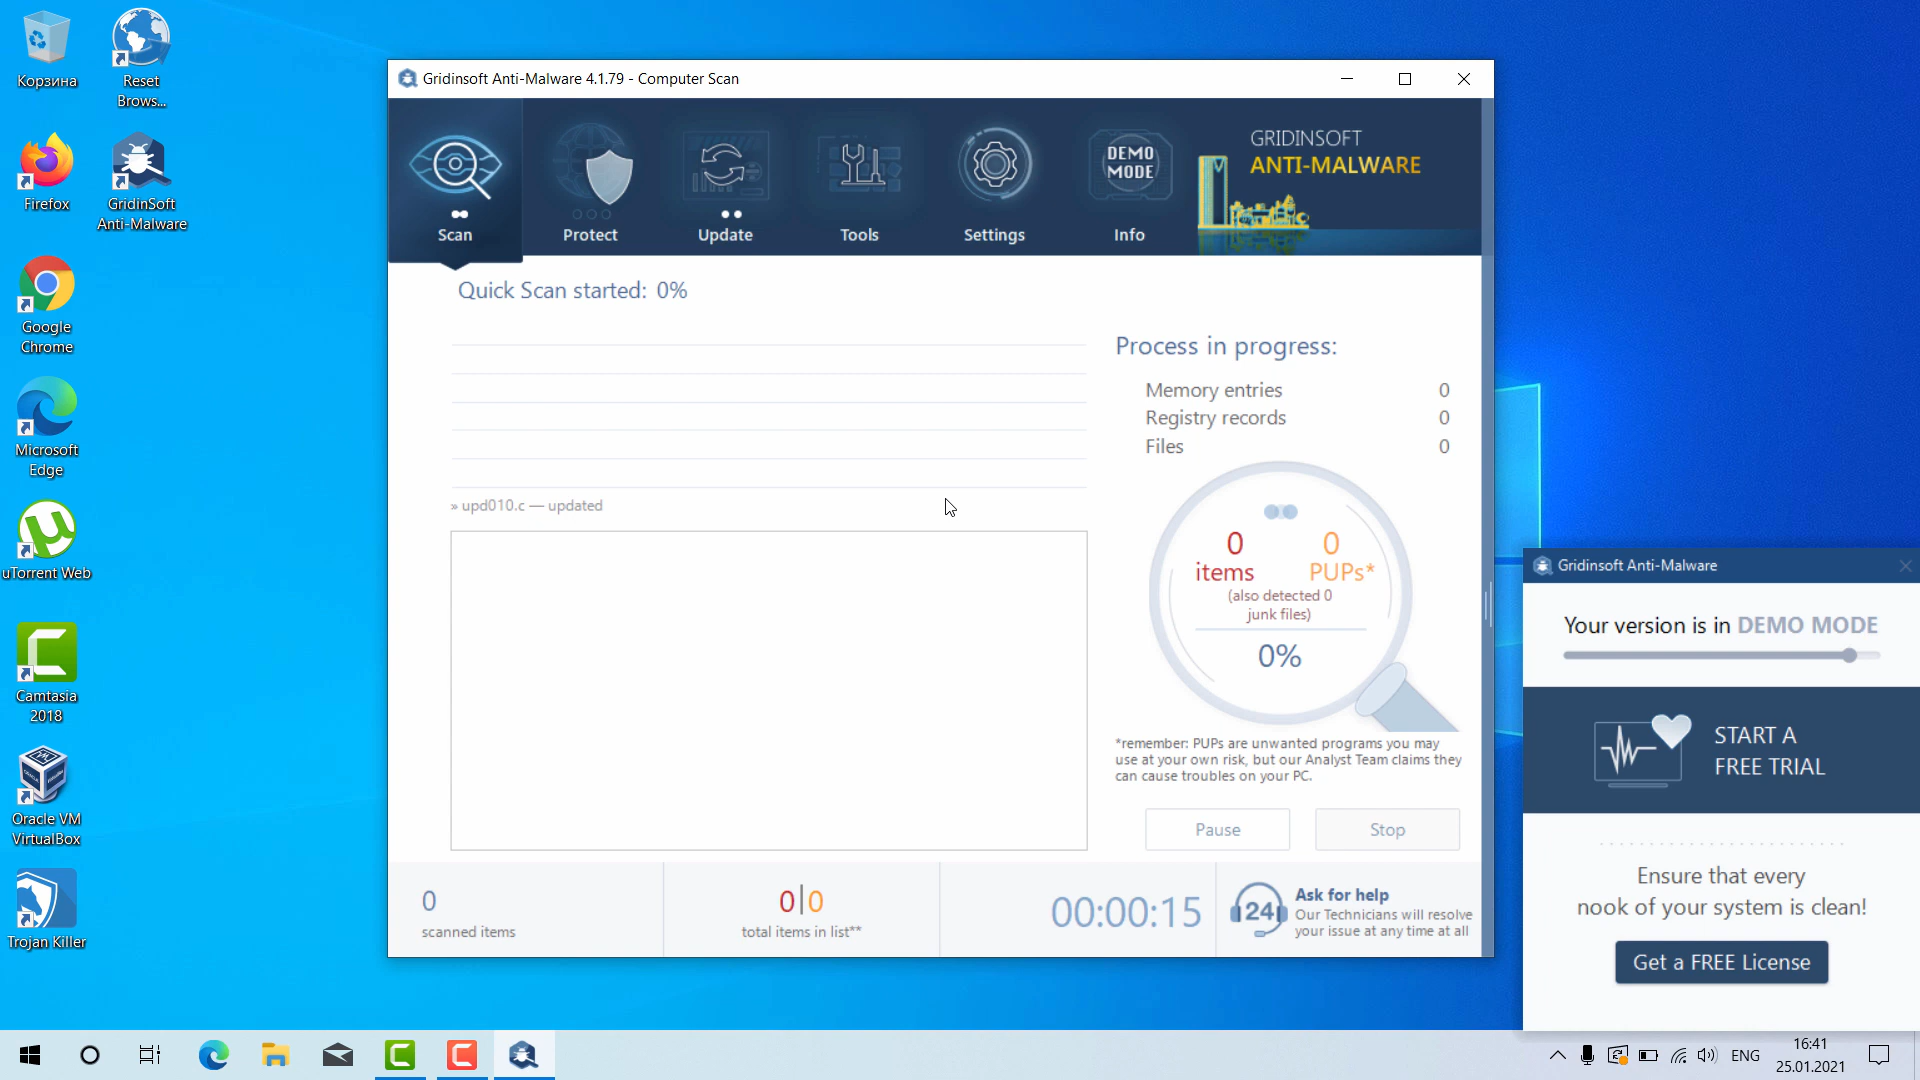 Корзина
Reset
Brows...
Firefox
GridinSoft
Anti-Malware
Google
Chrome
Microsoft
Edge
uTorrent Web
Camtasia
2018
Oracle VM
VirtualBox
Trojan Killer
Gridinsoft Anti-Malware 4.1.79 - Computer Scan
Scan
Protect
Update
Tools
Settings
DEMO
MODE
Info
GRIDINSOFT
ANTI-MALWARE
Quick Scan started: 0%
» upd010.c — updated
Process in progress:
Memory entries 0
Registry records 0
Files 0
0 items
0 PUPs*
(also detected 0
junk files)
0%
*remember: PUPs are unwanted programs you may
use at your own risk, but our Analyst Team claims they
can cause troubles on your PC.
Pause
Stop
0
scanned items
0|0
total items in list**
00:00:15
24
Ask for help
Our Technicians will resolve
your issue at any time at all
Gridinsoft Anti-Malware
Your version is in DEMO MODE
START A
FREE TRIAL
Ensure that every
nook of your system is clean!
Get a FREE License
ENG
16:41
25.01.2021